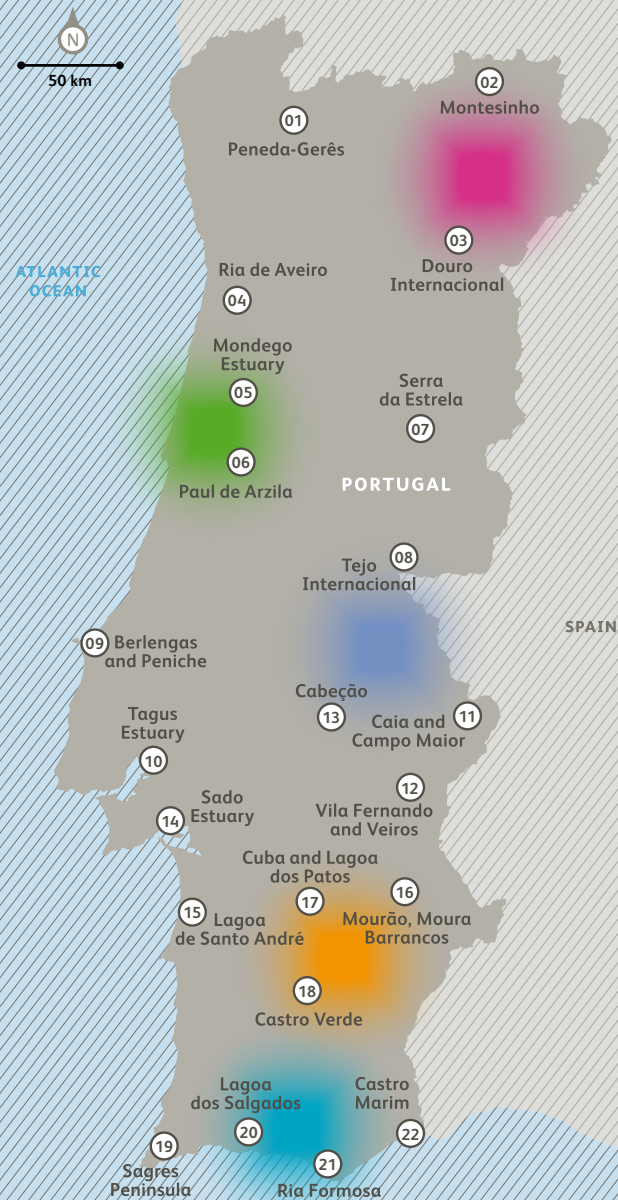 N
50 km
02
Montesinho
01
Peneda-Gerês
03
Douro
Internacional
ATLANTIC
OCEAN
Ria de Aveiro
04
Mondego
Estuary
05
Serra
da Estrela
07
06
Paul de Arzila
PORTUGAL
08
Tejo
Internacional
SPAIN
09
Berlengas
and Peniche
Cabeção
13
11
Caia and
Campo Maior
Tagus
Estuary
10
12
Vila Fernando
and Veiros
Sado
Estuary
14
Cuba and Lagoa
dos Patos
17
16
Mourão, Moura
Barrancos
15
Lagoa
de Santo André
18
Castro Verde
Lagoa
dos Salgados
20
Castro
Marim
22
19
Sagres
Peninsula
21
Ria Formosa